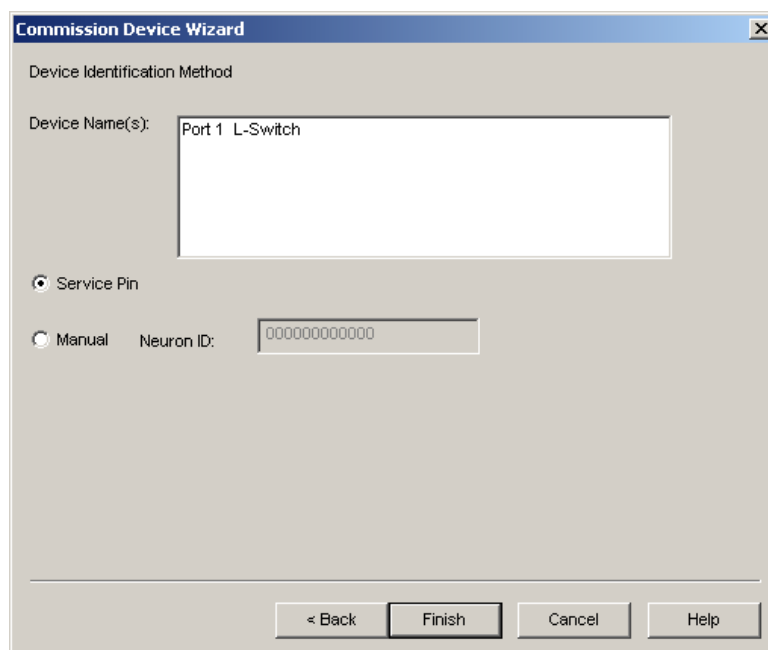 Commission Device Wizard
Device Identification Method
Device Name(s):
Port 1 L-Switch
Service Pin
Manual Neuron ID: 000000000000
< Back Finish Cancel Help